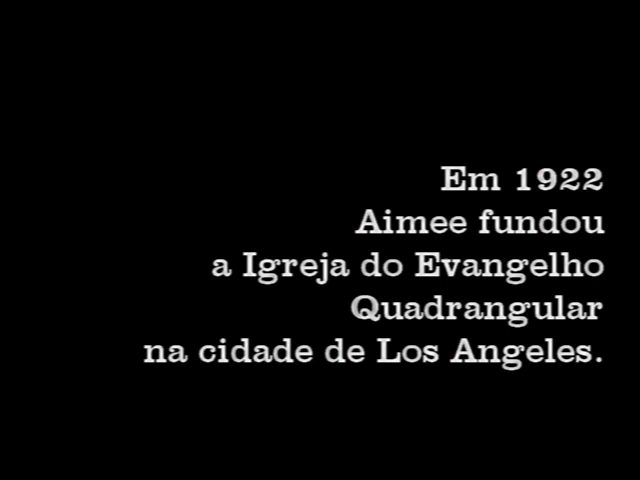 Em 1922
Aimee fundou
a Igreja do Evangelho
Quadrangular
na cidade de Los Angeles.